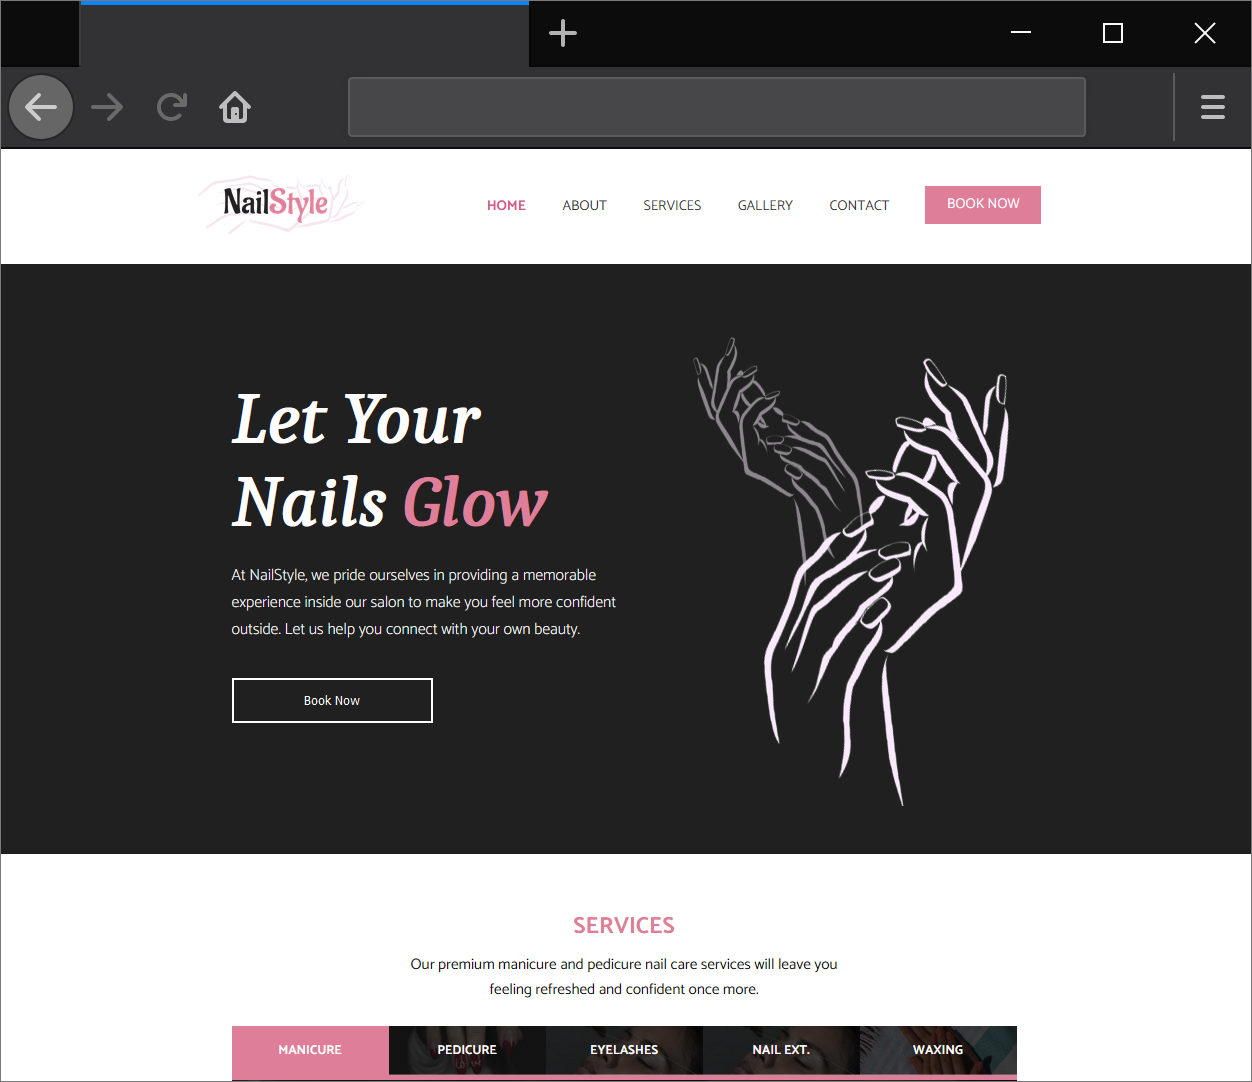 NailStyle
HOME ABOUT SERVICES GALLERY CONTACT BOOK NOW
Let Your
Nails Glow
At NailStyle, we pride ourselves in providing a memorable
experience inside our salon to make you feel more confident
outside. Let us help you connect with your own beauty.
Book Now
SERVICES
Our premium manicure and pedicure nail care services will leave you
feeling refreshed and confident once more.
MANICURE PEDICURE EYELASHES NAIL EXT. WAXING